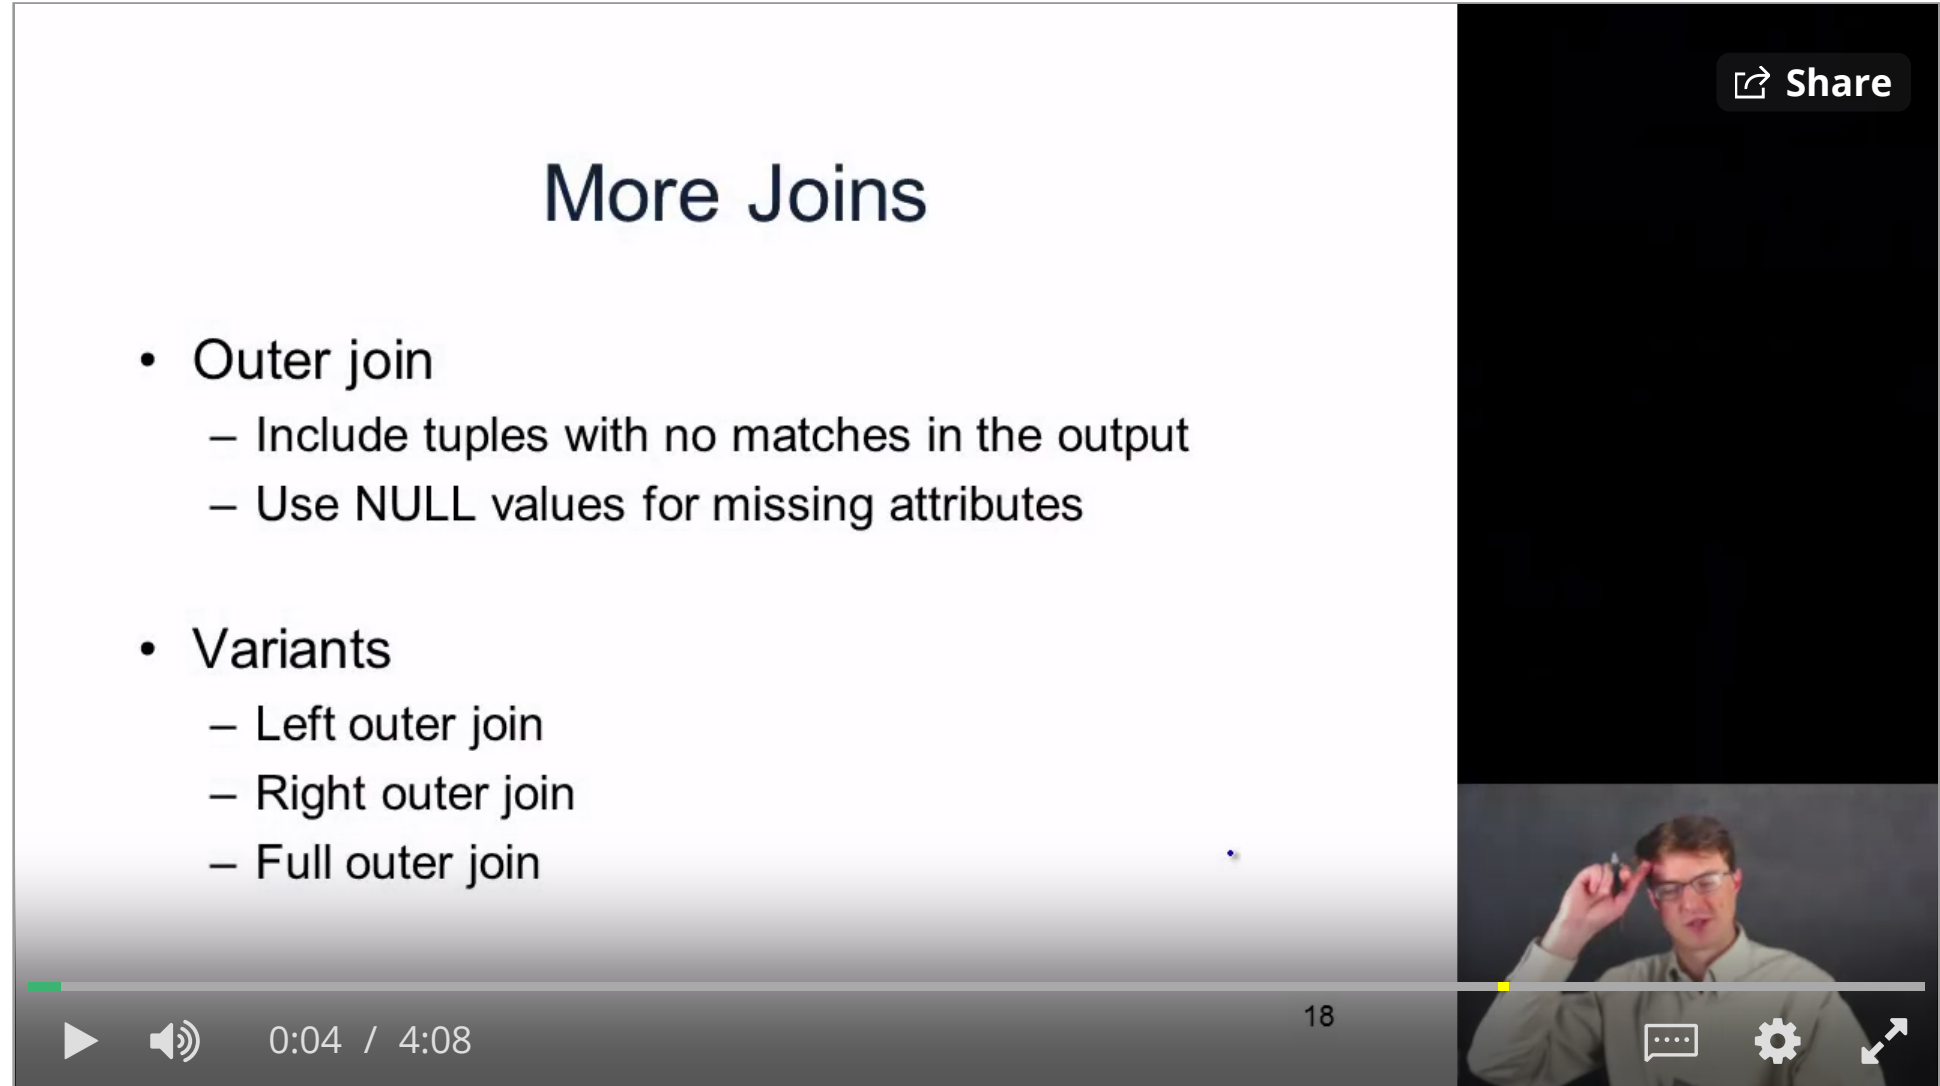 Share
More Joins
• Outer join
– Include tuples with no matches in the output
– Use NULL values for missing attributes
• Variants
– Left outer join
– Right outer join
– Full outer join
18
0:04 / 4:08